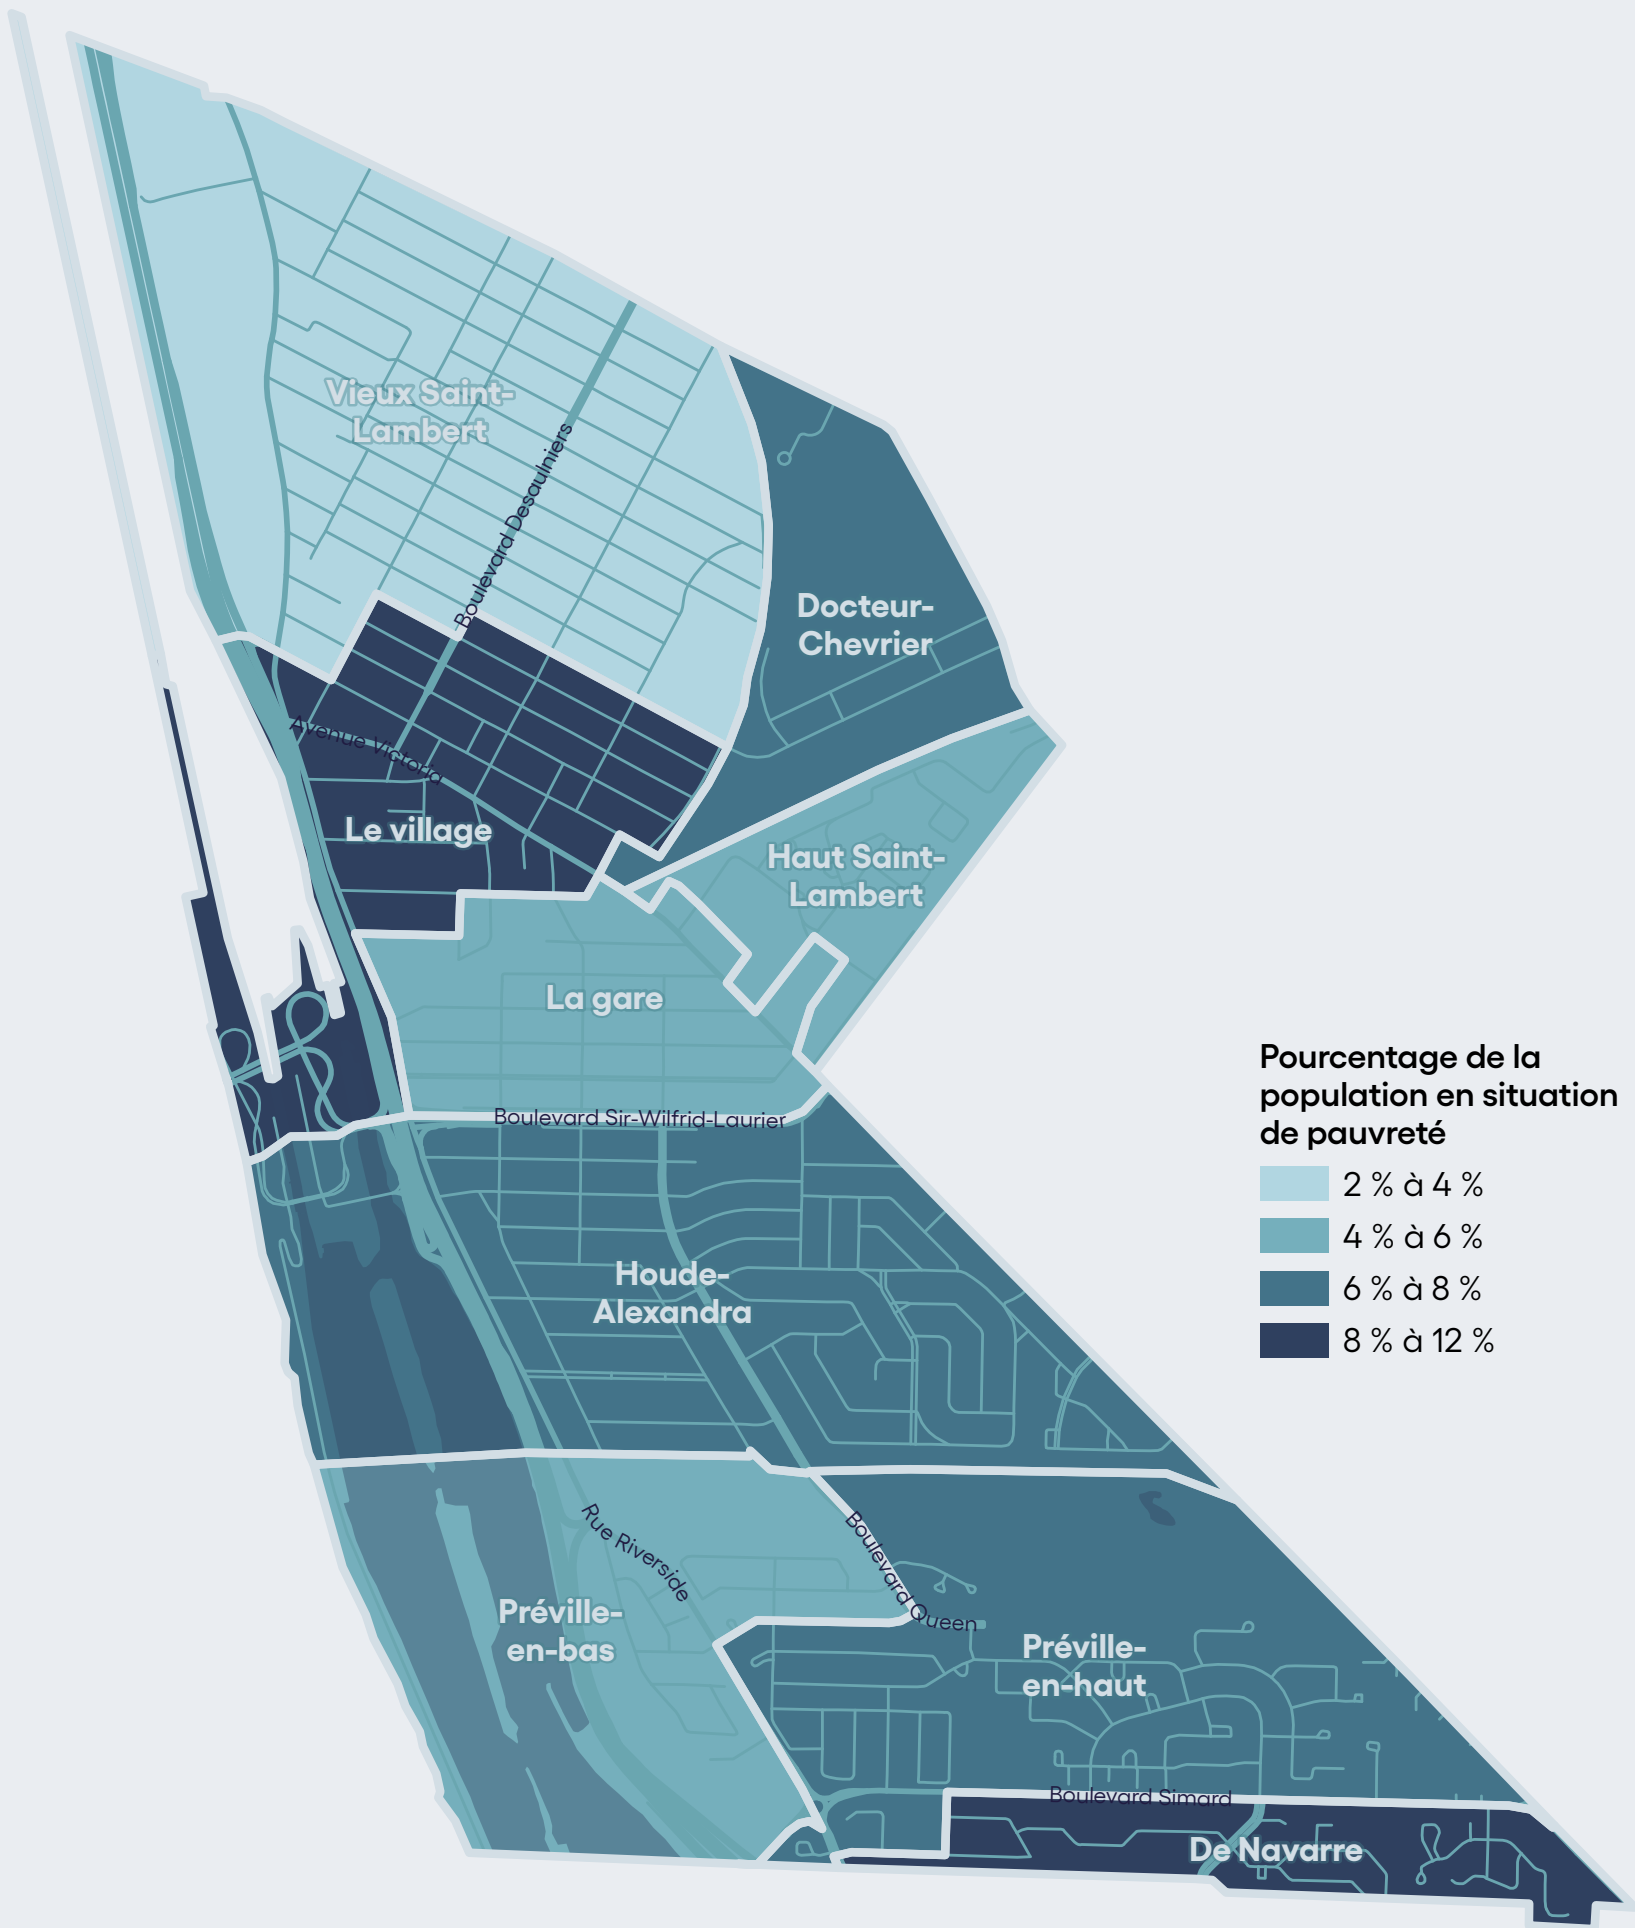 Vieux Saint-
Lambert
Boulevard Desaulniers
Docteur-
Chevrier
Avenue Victoria
Le village
Haut Saint-
Lambert
La gare
Boulevard Sir-Wilfrid-Laurier
Houde-
Alexandra
Rue Riverside
Boulevard Queen
Préville-
en-bas
Préville-
en-haut
Boulevard Simard
De Navarre
Pourcentage de la
population en situation
de pauvreté
2 % à 4 %
4 % à 6 %
6 % à 8 %
8 % à 12 %